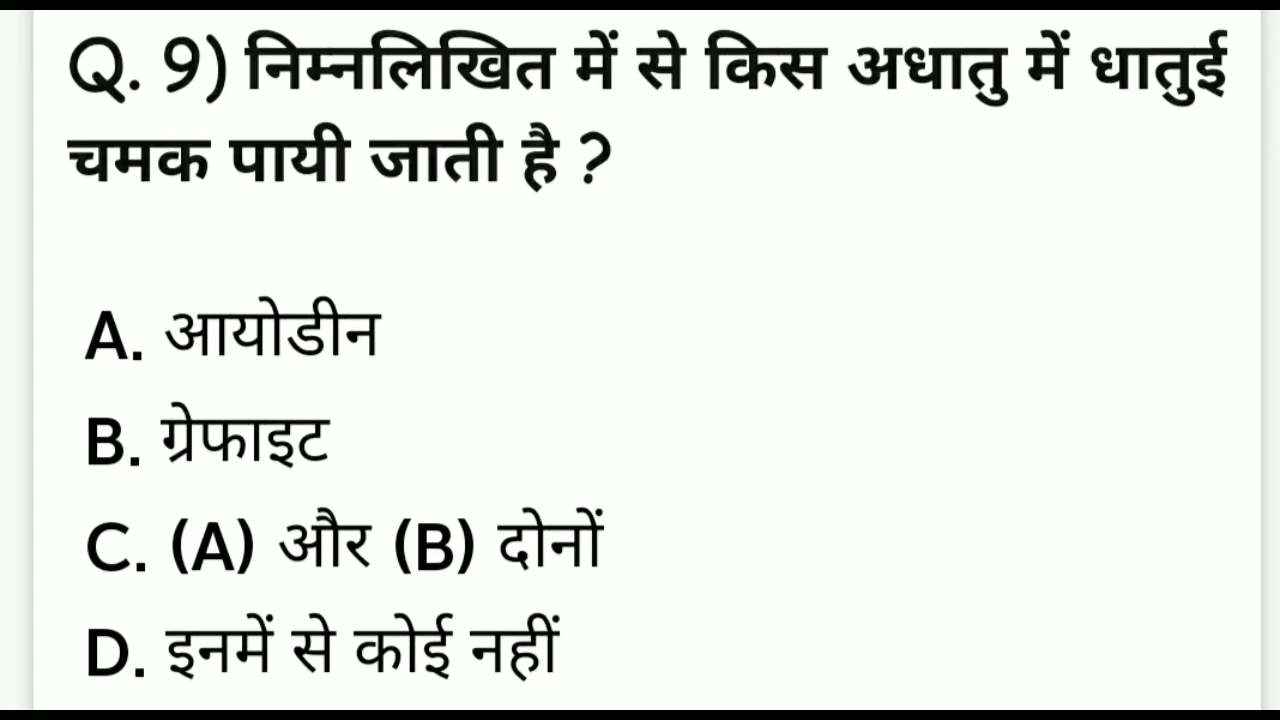 Q. 9) निम्नलिखित में से किस अधातु में धातुई
चमक पायी जाती है ?
A. आयोडीन
B. ग्रेफाइट
C. (A) और (B) दोनों
D. इनमें से कोई नहीं